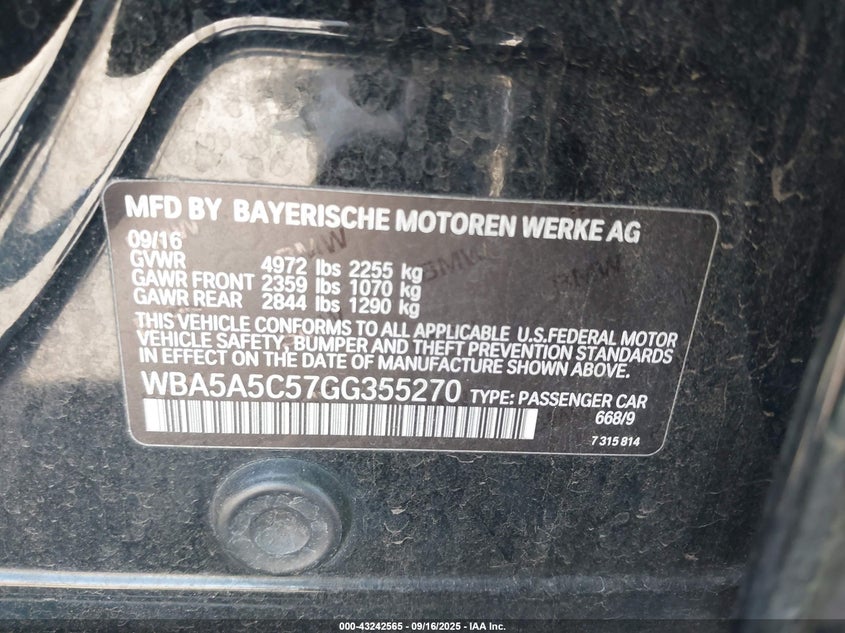 MFD BY BAYERISCHE MOTOREN WERKE AG
09/16
GVWR 4972 lbs 2255 kg
GAWR FRONT 2359 lbs 1070 kg
GAWR REAR 2844 lbs 1290 kg
THIS VEHICLE CONFORMS TO ALL APPLICABLE U.S.FEDERAL MOTOR
VEHICLE SAFETY, BUMPER AND THEFT PREVENTION STANDARDS
IN EFFECT ON THE DATE OF MANUFACTURE SHOWN ABOVE.
WBA5A5C57GG355270 TYPE: PASSENGER CAR
668/9
7 315 814
BMW BMW BMW
000-43242565 - 09/16/2025 - IAA Inc.